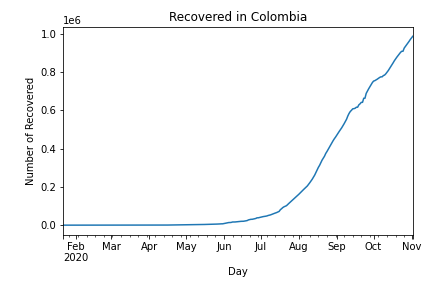 Recovered in Colombia
1e6
1.0
0.8
0.6
0.4
0.2
0.0
Number of Recovered
Feb Mar Apr May Jun Jul Aug Sep Oct Nov
2020
Day